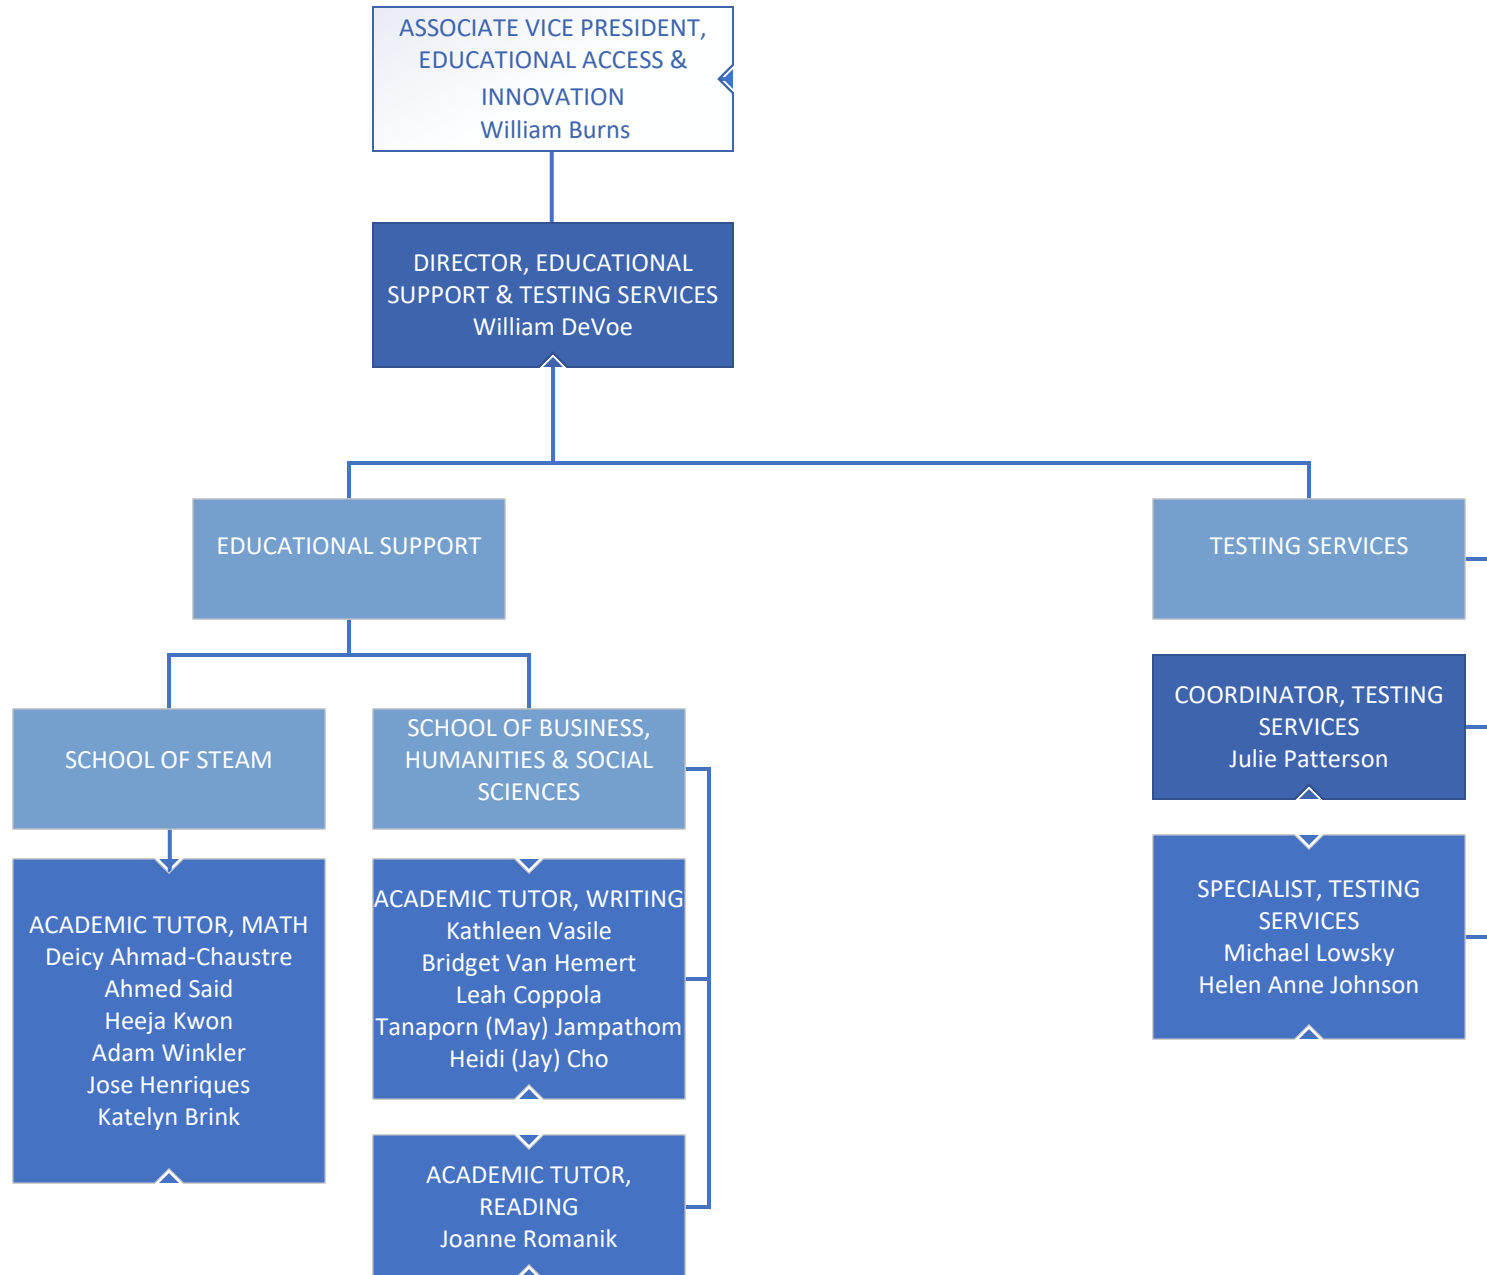 ASSOCIATE VICE PRESIDENT,
EDUCATIONAL ACCESS &
INNOVATION
William Burns
DIRECTOR, EDUCATIONAL
SUPPORT & TESTING SERVICES
William DeVoe
EDUCATIONAL SUPPORT
TESTING SERVICES
SCHOOL OF STEAM
SCHOOL OF BUSINESS,
HUMANITIES & SOCIAL
SCIENCES
COORDINATOR, TESTING
SERVICES
Julie Patterson
ACADEMIC TUTOR, MATH
Deicy Ahmad-Chaustre
Ahmed Said
Heeja Kwon
Adam Winkler
Jose Henriques
Katelyn Brink
ACADEMIC TUTOR, WRITING
Kathleen Vasile
Bridget Van Hemert
Leah Coppola
Tanaporn (May) Jampathom
Heidi (Jay) Cho
SPECIALIST, TESTING
SERVICES
Michael Lowsky
Helen Anne Johnson
ACADEMIC TUTOR,
READING
Joanne Romanik